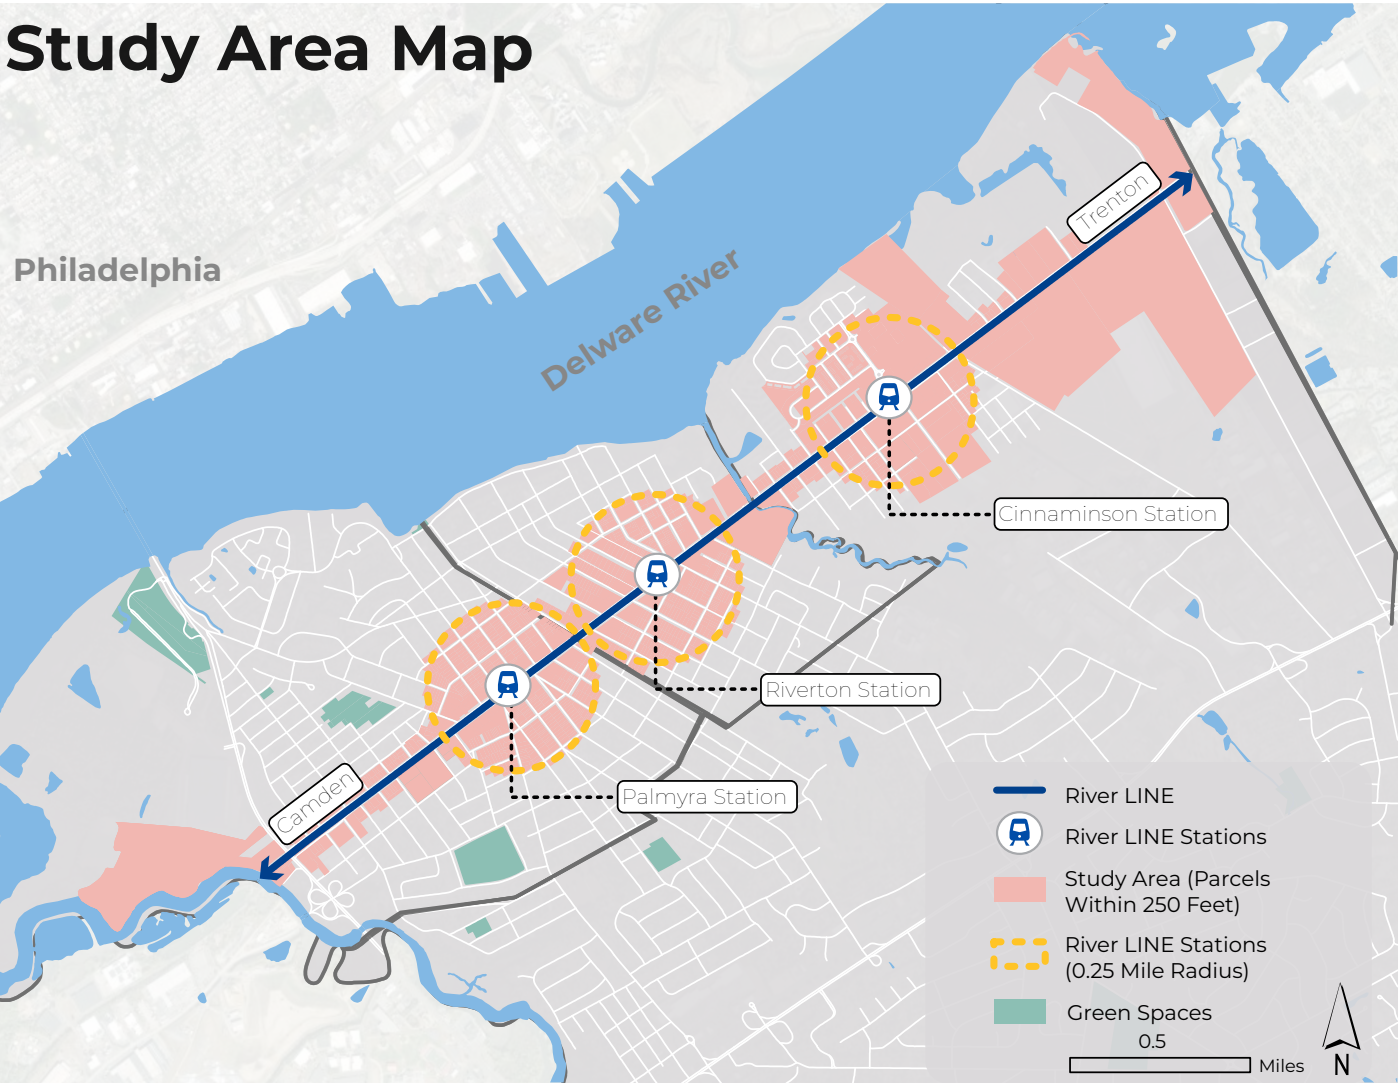 Study Area Map
Philadelphia
Delware River
Trenton
Cinnaminson Station
Riverton Station
Palmyra Station
Camden
River LINE
River LINE Stations
Study Area (Parcels
Within 250 Feet)
River LINE Stations
(0.25 Mile Radius)
Green Spaces
0.5
Miles
N